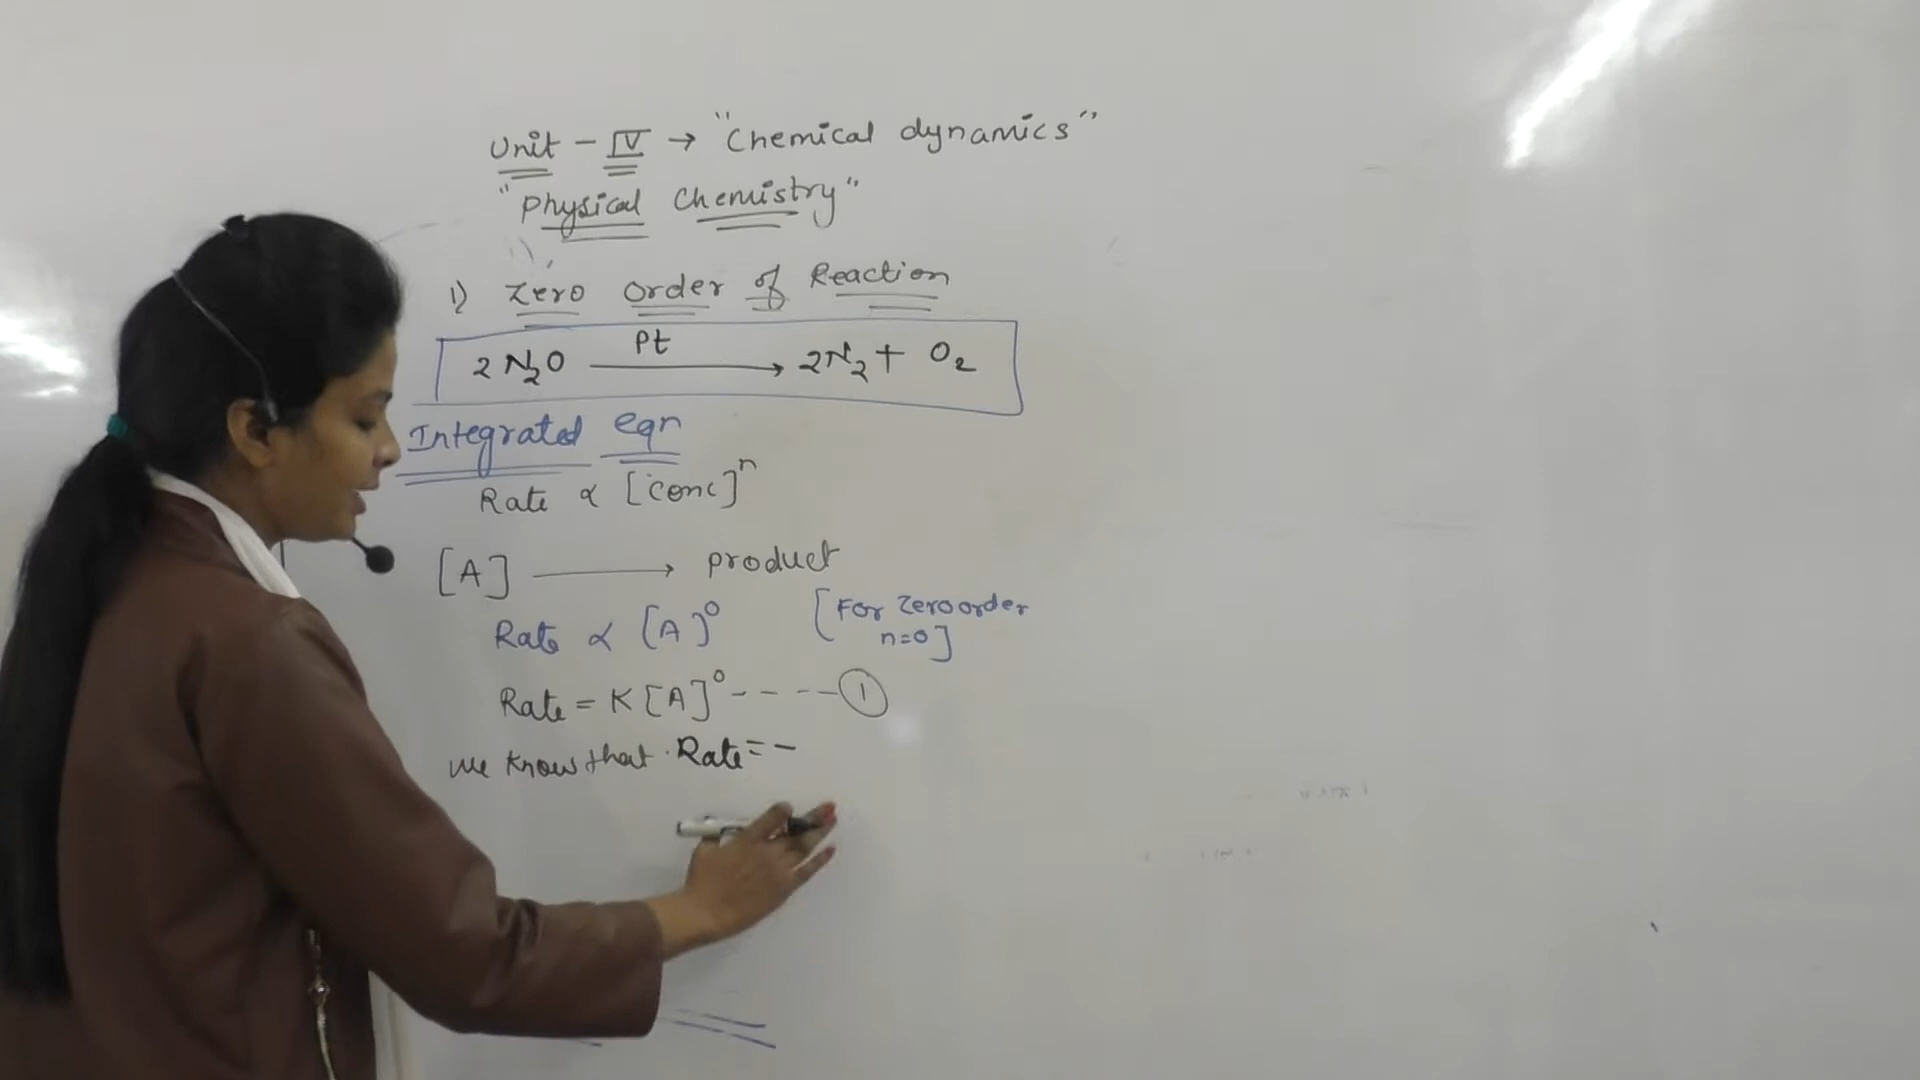 Unit - IV → "Chemical dynamics"
"Physical Chemistry"
1) Zero Order of Reaction
2 N₂O —Pt→ 2N₂ + O₂
Integrated eqn
Rate ∝ [conc]ⁿ
[A] → product
Rate ∝ [A]⁰ [For Zero order
n=0]
Rate = K[A]⁰ - - - - ①
We know that Rate = -